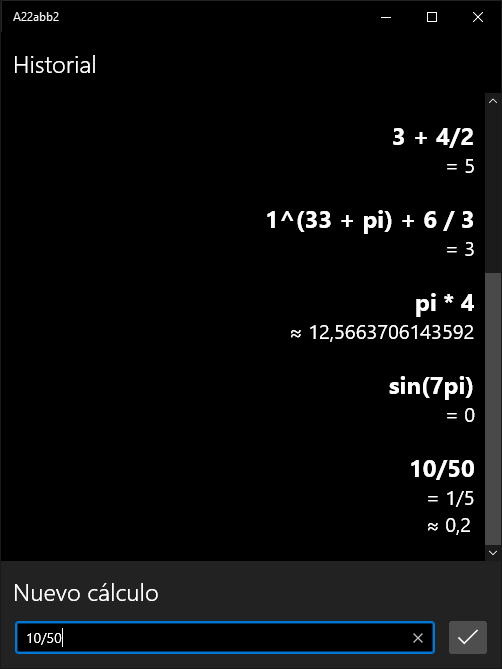 A22abb2
Historial
3 + 4/2
= 5
1^(33 + pi) + 6 / 3
= 3
pi * 4
≈ 12,5663706143592
sin(7pi)
= 0
10/50
= 1/5
≈ 0,2
Nuevo cálculo
10/50